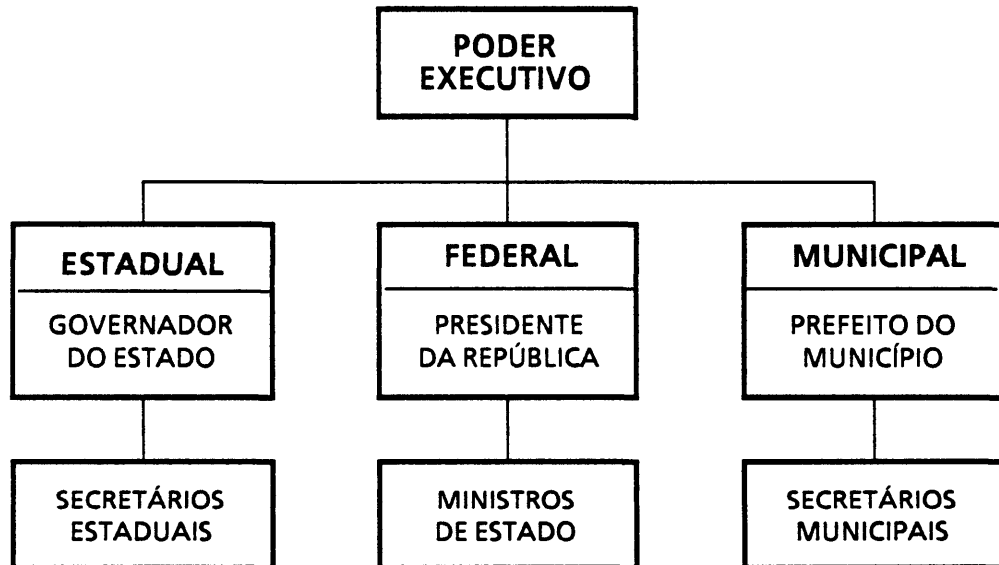 PODER
EXECUTIVO
ESTADUAL
GOVERNADOR
DO ESTADO
SECRETÁRIOS
ESTADUAIS
FEDERAL
PRESIDENTE
DA REPÚBLICA
MINISTROS
DE ESTADO
MUNICIPAL
PREFEITO DO
MUNICÍPIO
SECRETÁRIOS
MUNICIPAIS